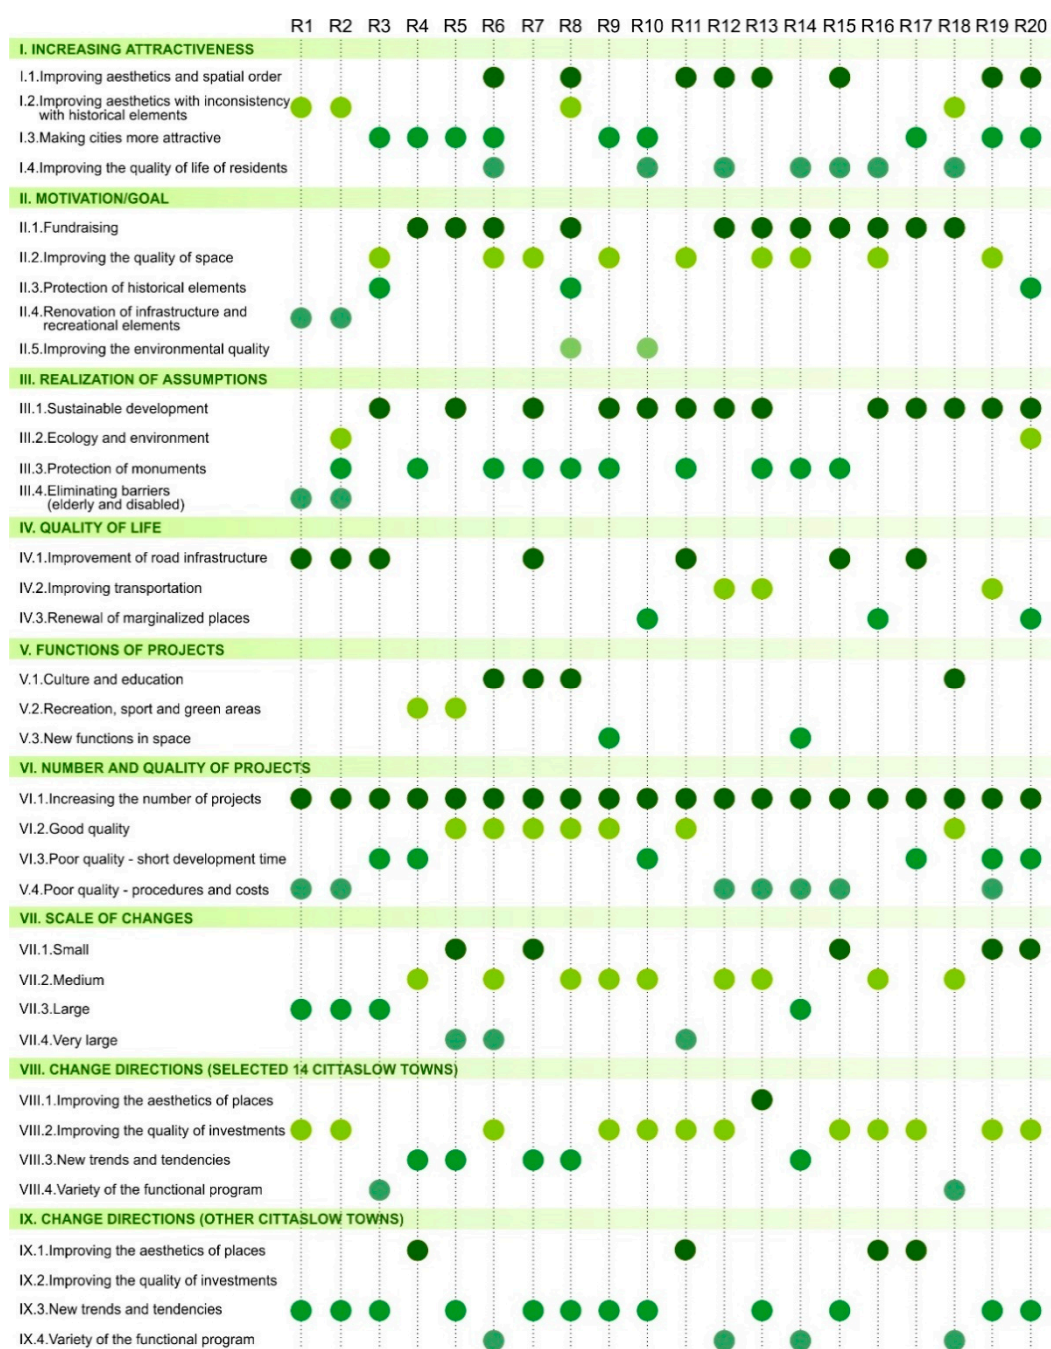 R1 R2 R3 R4 R5 R6 R7 R8 R9 R10 R11 R12 R13 R14 R15 R16 R17 R18 R19 R20
I. INCREASING ATTRACTIVENESS
I.1.Improving aesthetics and spatial order
I.2.Improving aesthetics with inconsistency
with historical elements
I.3.Making cities more attractive
I.4.Improving the quality of life of residents
II. MOTIVATION/GOAL
II.1.Fundraising
II.2.Improving the quality of space
II.3.Protection of historical elements
II.4.Renovation of infrastructure and
recreational elements
II.5.Improving the environmental quality
III. REALIZATION OF ASSUMPTIONS
III.1.Sustainable development
III.2.Ecology and environment
III.3.Protection of monuments
III.4.Eliminating barriers
(elderly and disabled)
IV. QUALITY OF LIFE
IV.1.Improvement of road infrastructure
IV.2.Improving transportation
IV.3.Renewal of marginalized places
V. FUNCTIONS OF PROJECTS
V.1.Culture and education
V.2.Recreation, sport and green areas
V.3.New functions in space
VI. NUMBER AND QUALITY OF PROJECTS
VI.1.Increasing the number of projects
VI.2.Good quality
VI.3.Poor quality - short development time
V.4.Poor quality - procedures and costs
VII. SCALE OF CHANGES
VII.1.Small
VII.2.Medium
VII.3.Large
VII.4.Very large
VIII. CHANGE DIRECTIONS (SELECTED 14 CITTASLOW TOWNS)
VIII.1.Improving the aesthetics of places
VIII.2.Improving the quality of investments
VIII.3.New trends and tendencies
VIII.4.Variety of the functional program
IX. CHANGE DIRECTIONS (OTHER CITTASLOW TOWNS)
IX.1.Improving the aesthetics of places
IX.2.Improving the quality of investments
IX.3.New trends and tendencies
IX.4.Variety of the functional program